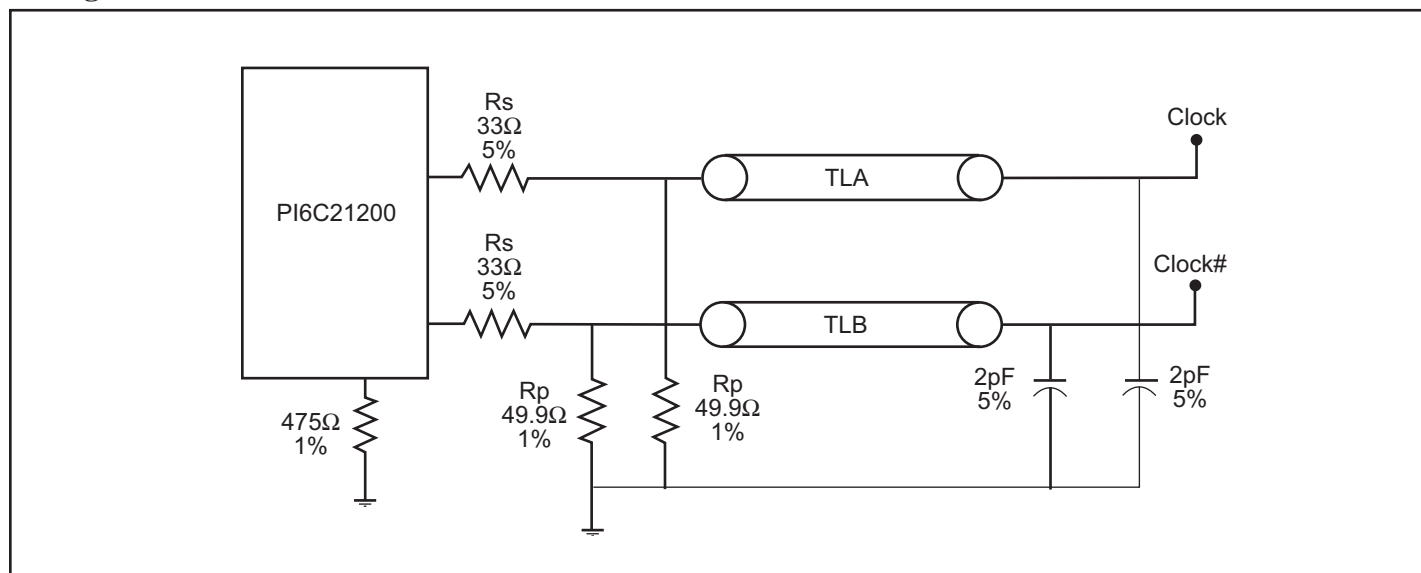 Rs
33Ω
5%
Clock
TLA
PI6C21200
Rs
33Ω
5%
Clock#
TLB
475Ω
1%
Rp
49.9Ω
1%
Rp
49.9Ω
1%
2pF
5%
2pF
5%